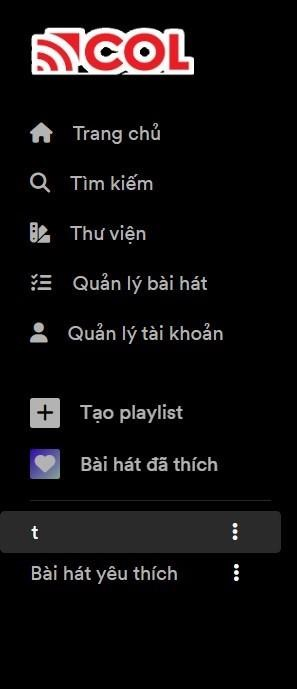 COL
Trang chủ
Tìm kiếm
Thư viện
Quản lý bài hát
Quản lý tài khoản
Tạo playlist
Bài hát đã thích
t
Bài hát yêu thích